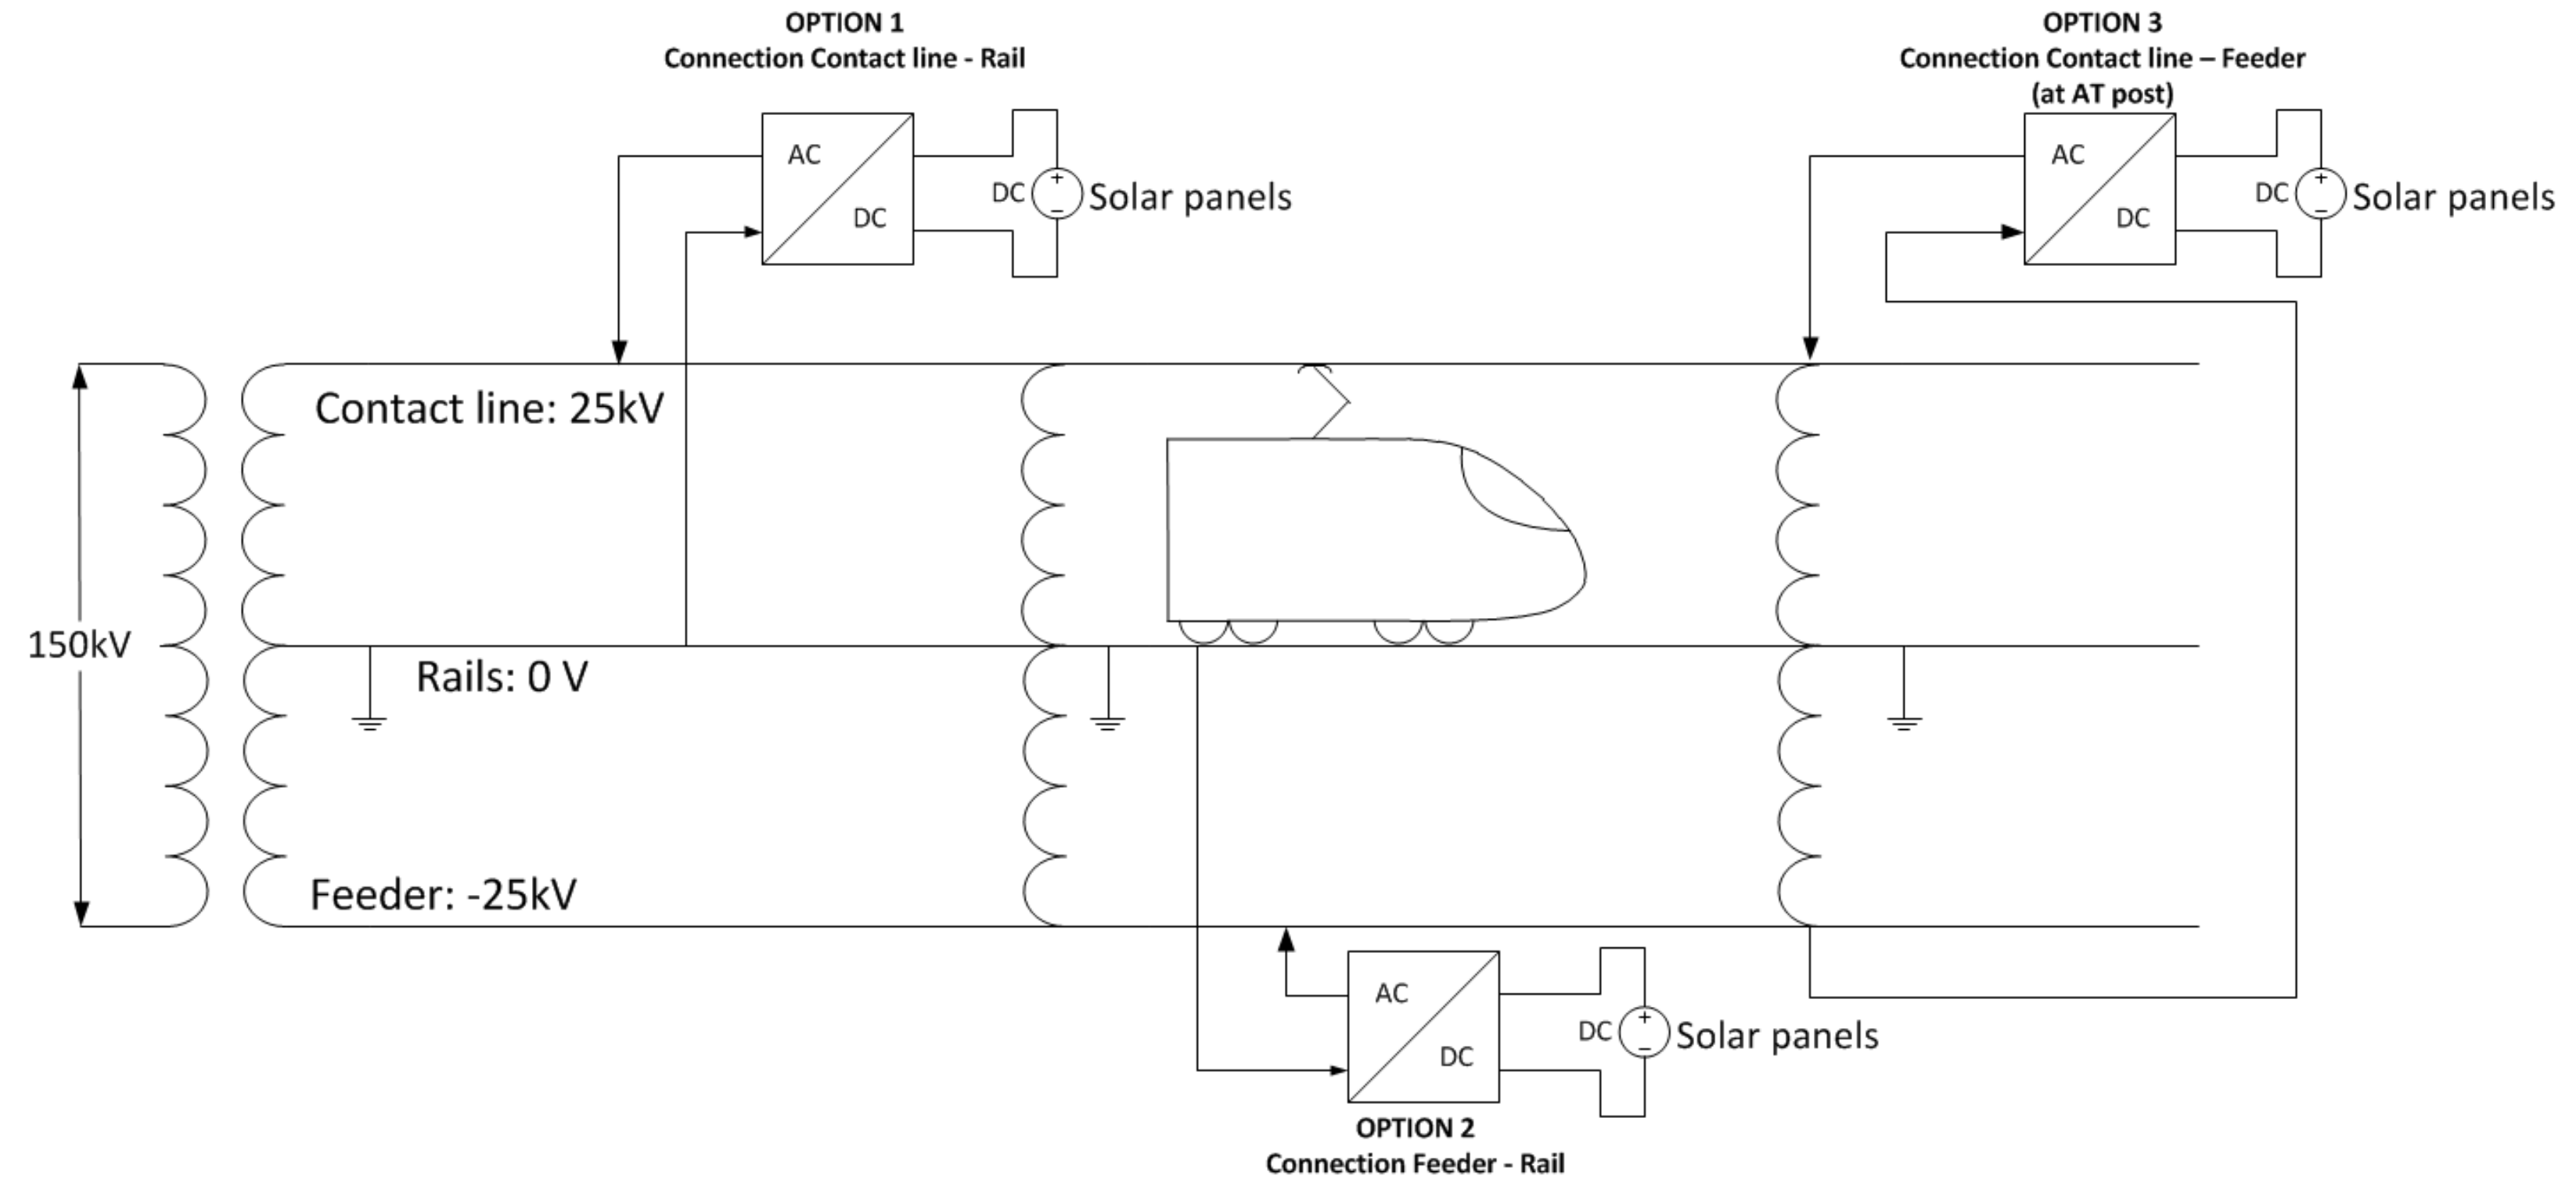 OPTION 1
Connection Contact line - Rail
OPTION 3
Connection Contact line – Feeder
(at AT post)
AC
DC
DC
+
–
Solar panels
AC
DC
DC
+
–
Solar panels
Contact line: 25kV
150kV
Rails: 0 V
Feeder: -25kV
AC
DC
DC
+
–
Solar panels
OPTION 2
Connection Feeder - Rail